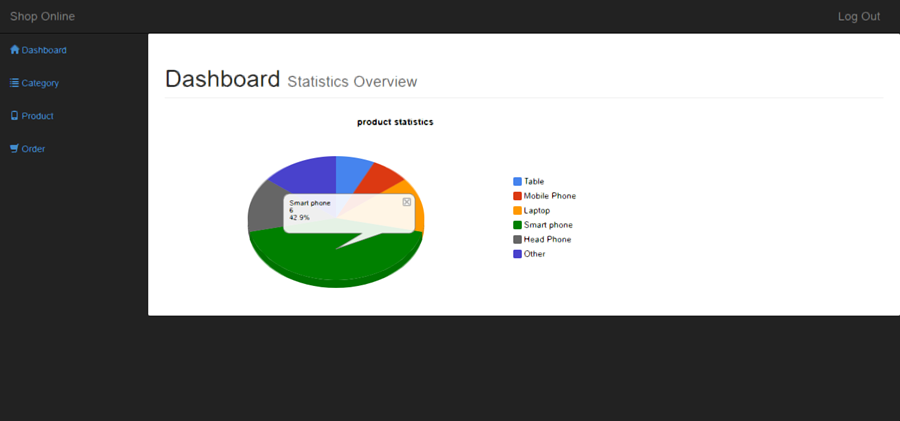 Shop Online
Log Out
Dashboard
Category
Product
Order
Dashboard Statistics Overview
product statistics
Smart phone
6
42.9%
Table
Mobile Phone
Laptop
Smart phone
Head Phone
Other